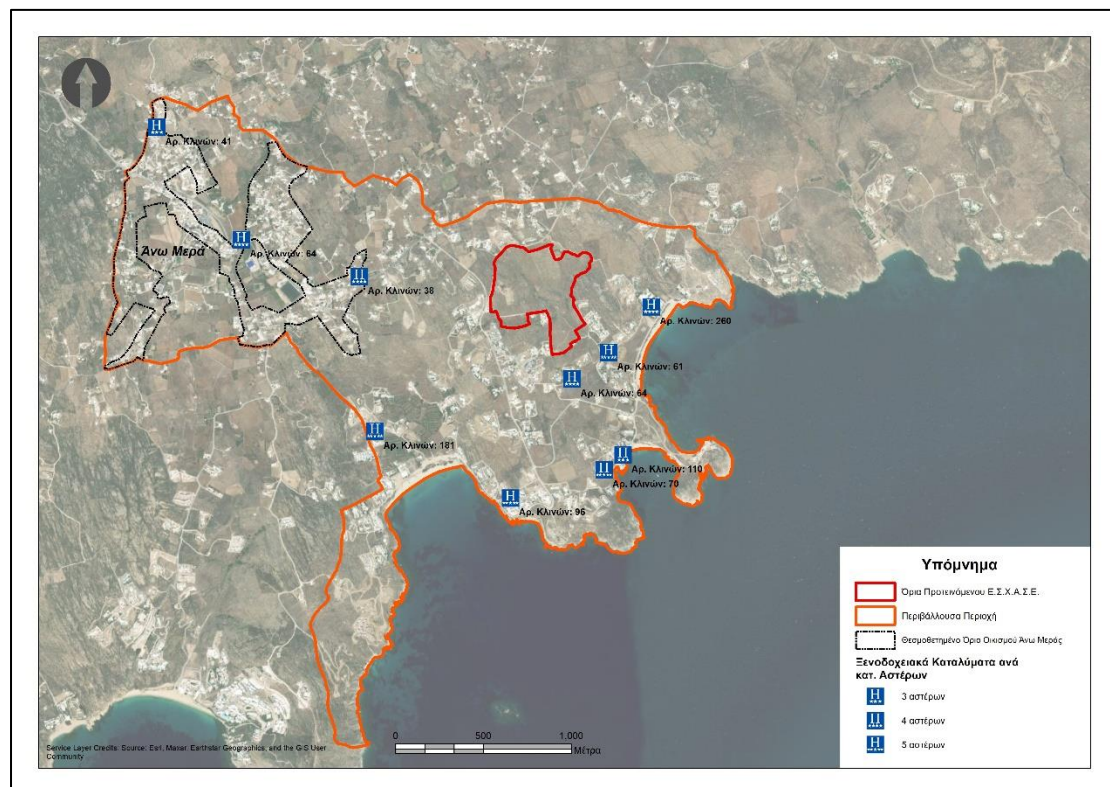 Αρ. Κλινών: 41
Άνω Μερά
Αρ. Κλινών: 64
Αρ. Κλινών: 38
Αρ. Κλινών: 260
Αρ. Κλινών: 61
Αρ. Κλινών: 64
Αρ. Κλινών: 181
Αρ. Κλινών: 110
Αρ. Κλινών: 70
Αρ. Κλινών: 96
Υπόμνημα
Όρια Προτεινόμενου Ε.Σ.Χ.Α.Σ.Ε.
Περιβάλλουσα Περιοχή
Θεσμοθετημένο Όριο Οικισμού Άνω Μεράς
Ξενοδοχειακά Καταλύματα ανά
κατ. Αστέρων
H 3 αστέρων
H 4 αστέρων
H 5 αστέρων
0 500 1,000
Μέτρα
Service Layer Credits: Source: Esri, Maxar, Earthstar Geographics, and the GIS User
Community